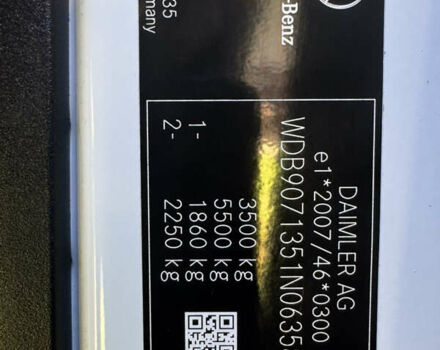 -Benz
35
many
DAIMLER AG
e1*2007/46*0300
WDB9071351N0635
3500 kg
5500 kg
1- 1860 kg
2- 2250 kg